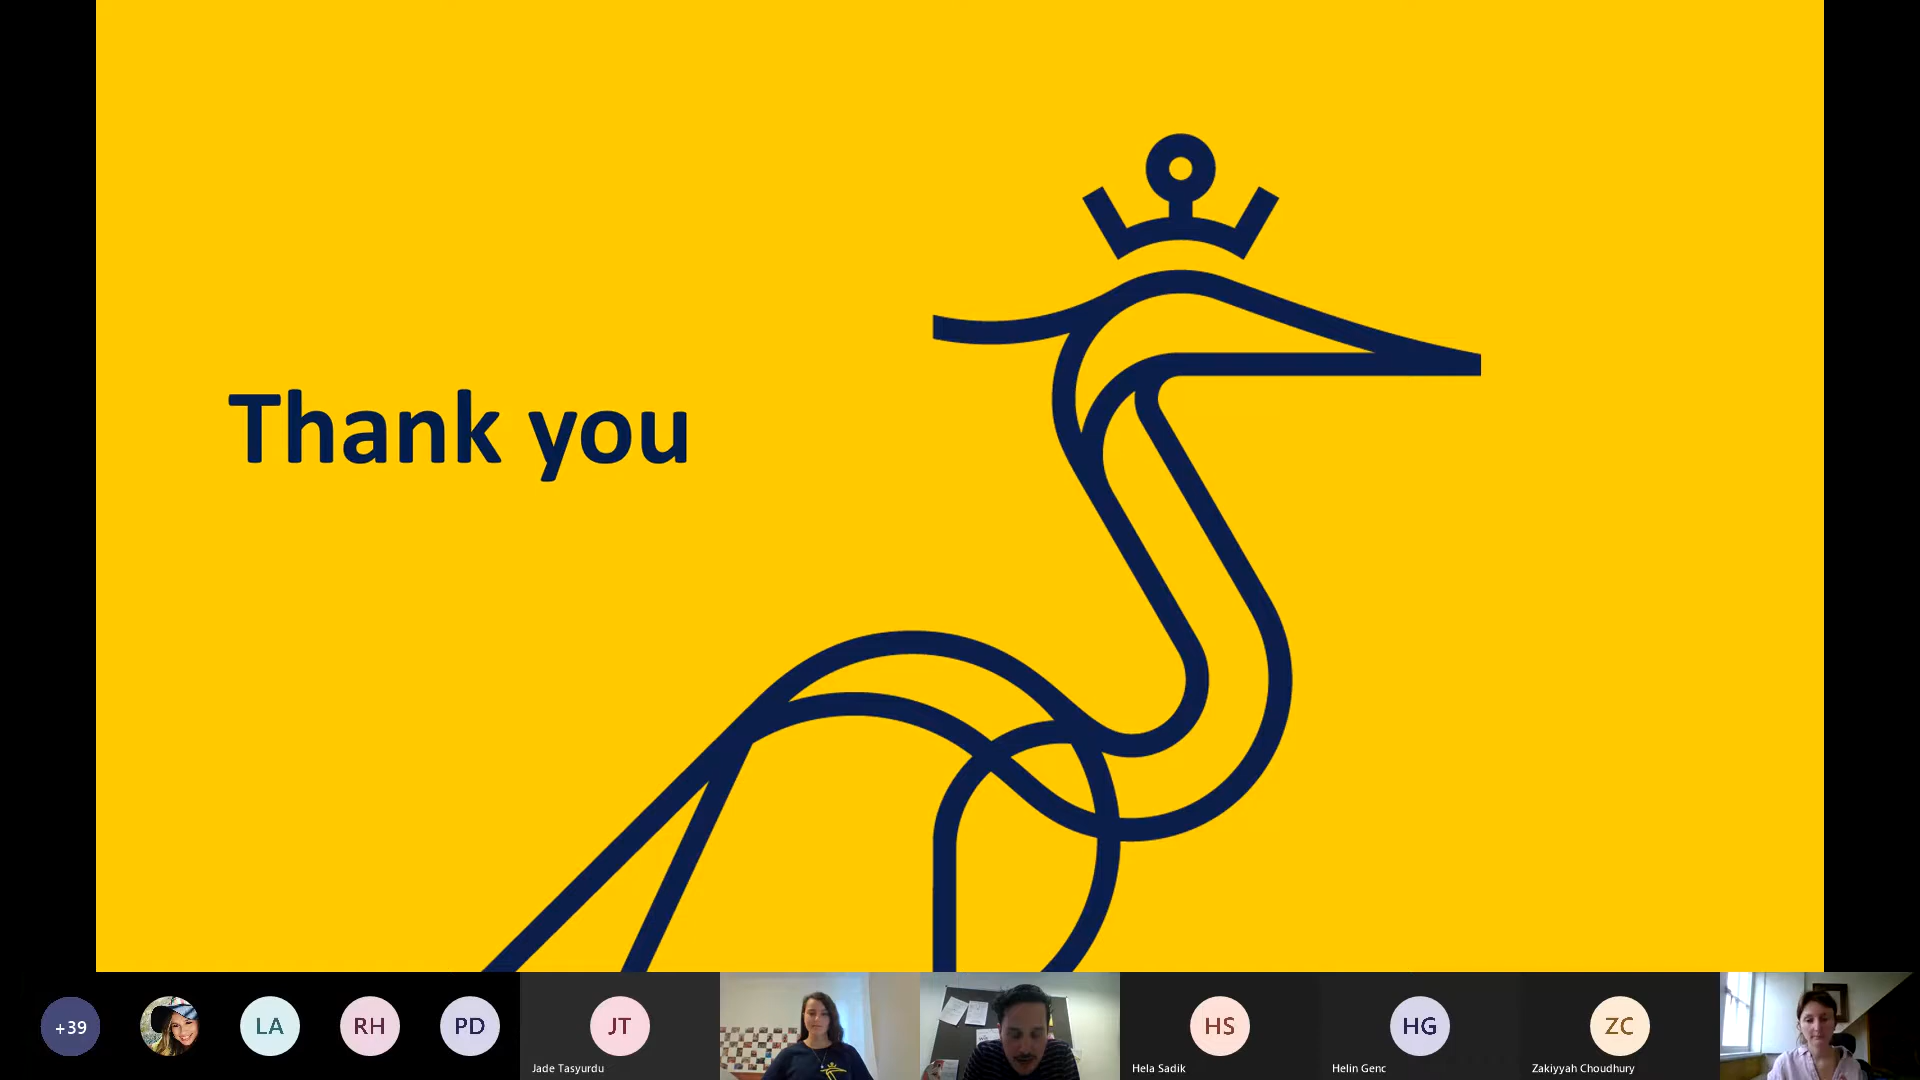 Thank you
+39
LA
RH
PD
JT
HS
HG
ZC
Jade Tasyurdu
Hela Sadik
Helin Genc
Zakiyyah Choudhury